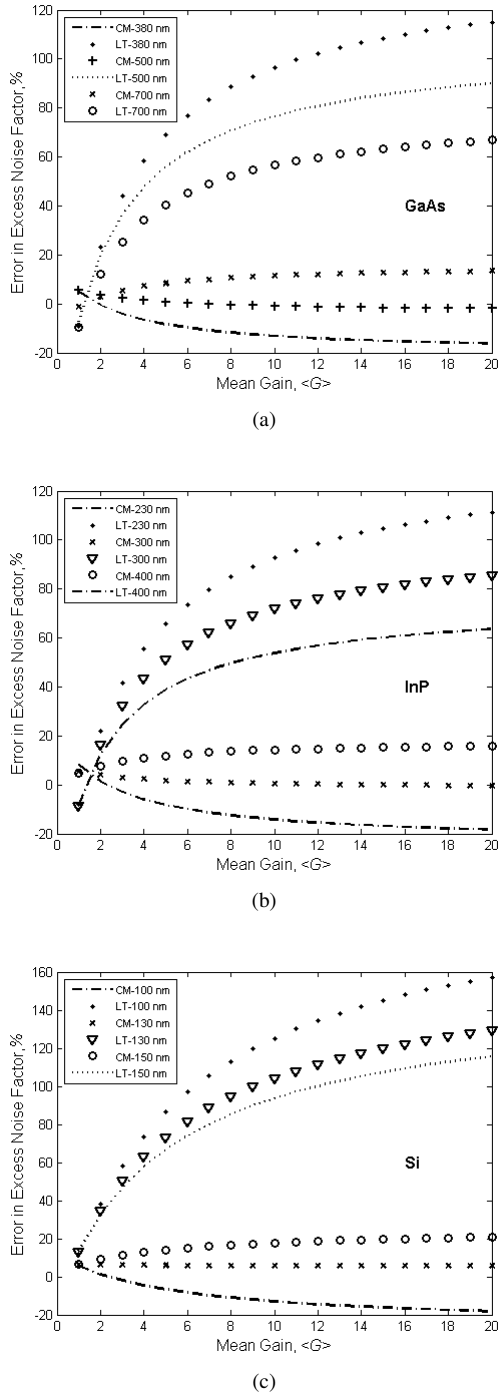 120
100
80
60
40
20
0
-20
Error in Excess Noise Factor,%
CM-380 nm
LT-380 nm
CM-500 nm
LT-500 nm
CM-700 nm
LT-700 nm
GaAs
0 2 4 6 8 10 12 14 16 18 20
Mean Gain, <G>
(a)
120
100
80
60
40
20
0
-20
Error in Excess Noise Factor,%
CM-230 nm
LT-230 nm
CM-300 nm
LT-300 nm
CM-400 nm
LT-400 nm
InP
0 2 4 6 8 10 12 14 16 18 20
Mean Gain, <G>
(b)
160
140
120
100
80
60
40
20
0
-20
Error in Excess Noise Factor,%
CM-100 nm
LT-100 nm
CM-130 nm
LT-130 nm
CM-150 nm
LT-150 nm
Si
0 2 4 6 8 10 12 14 16 18 20
Mean Gain, <G>
(c)